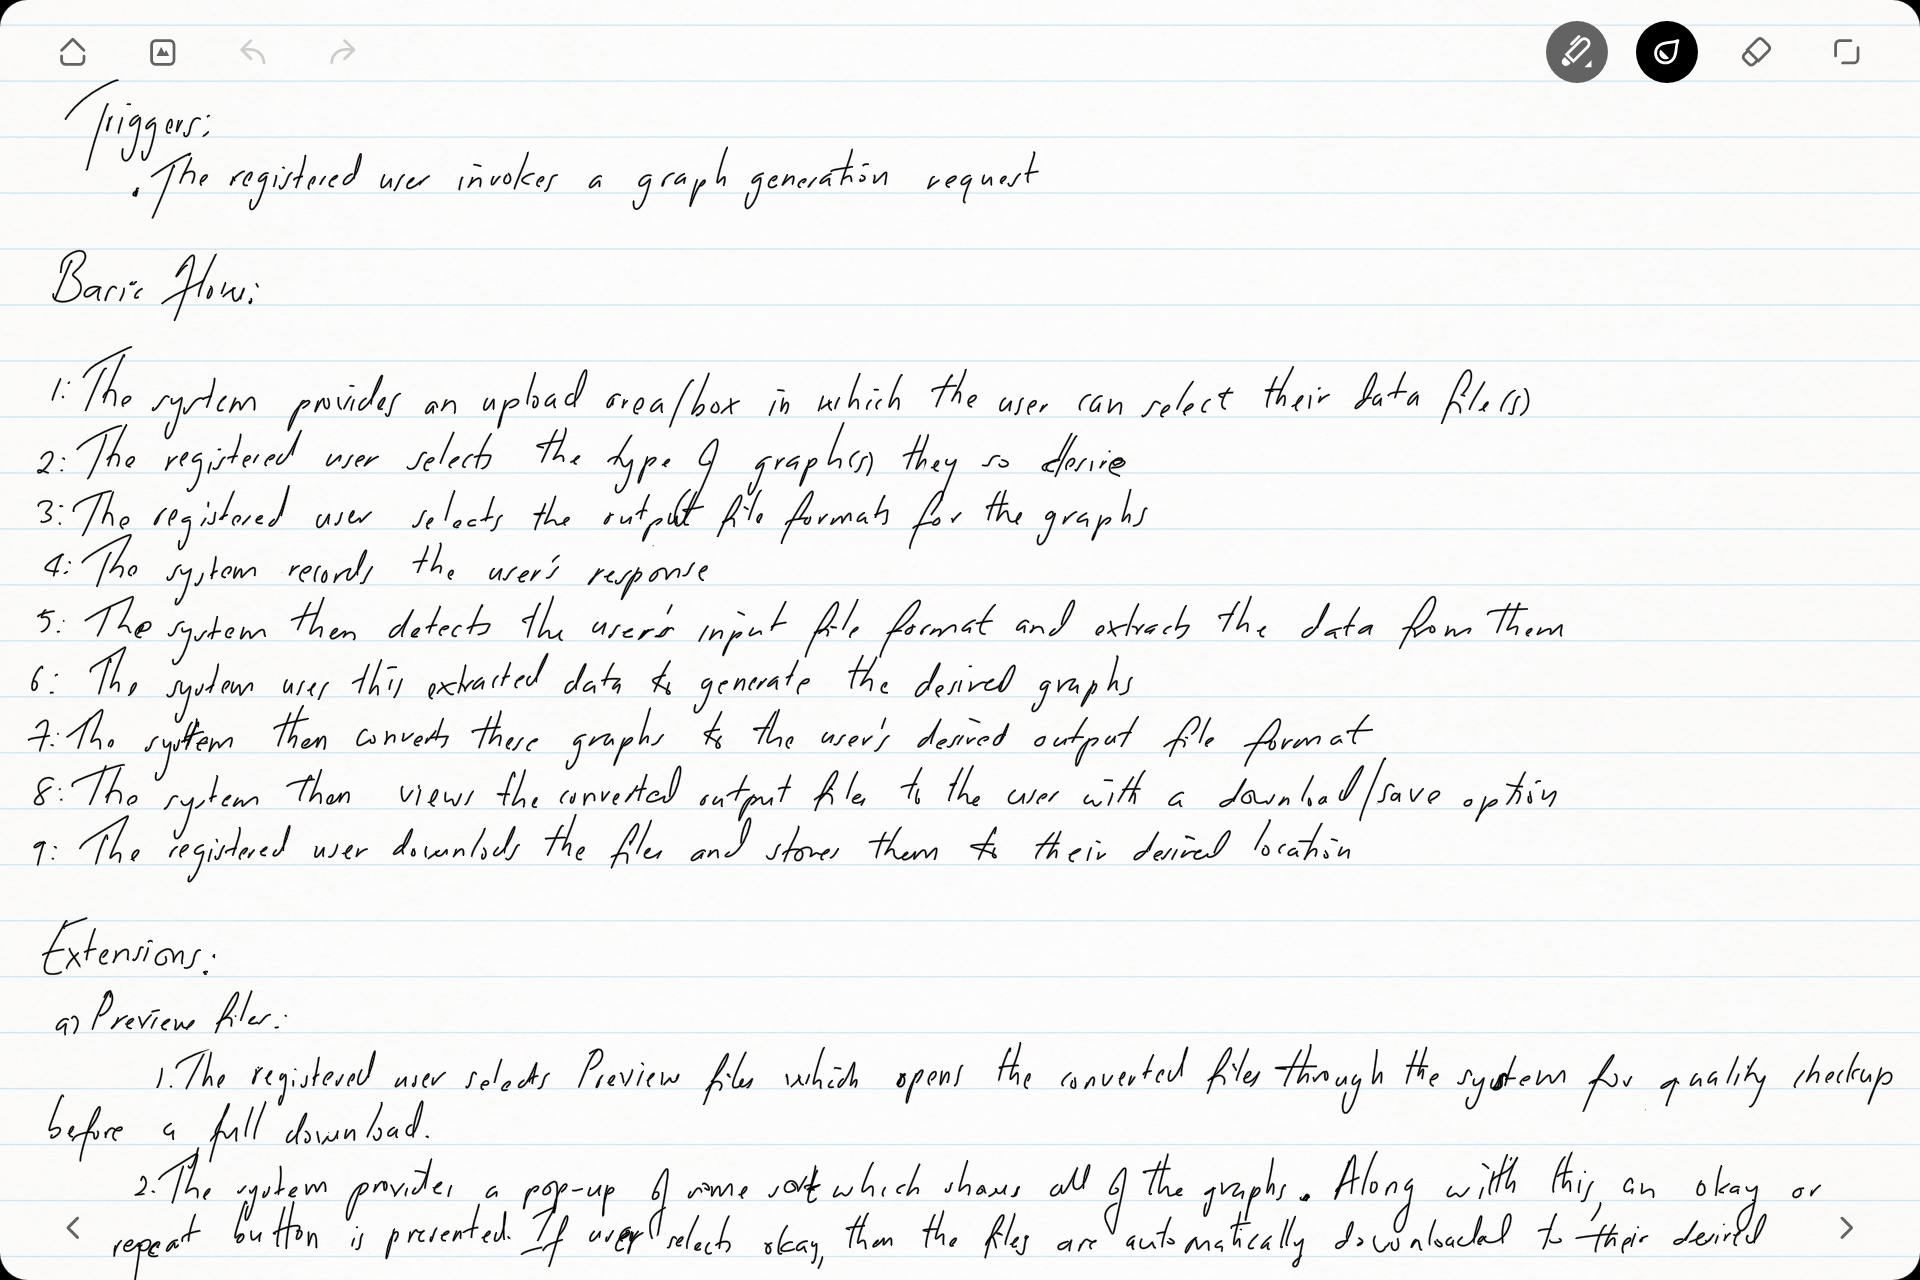 Triggers:
. The registered user invokes a graph generation request
Basic flow:
1: The system provides an upload area/box in which the user can select their data file(s)
2: The registered user selects the type of graph(s) they so desire
3: The registered user selects the output file formats for the graphs
4: The system records the user's response
5: The system then detects the user's input file format and extracts the data from them
6: The system uses this extracted data to generate the desired graphs
7: The system then converts these graphs to the user's desired output file format
8: The system then views the converted output files to the user with a download/save option
9: The registered user downlods the files and stores them to their desired location
Extensions:
a) Preview files:
1. The registered user selects Preview files which opens the converted files through the system for quality checkup
before a full download.
2. The system provides a pop-up of some sort which shows all of the graphs. Along with this, an okay or
repeat button is presented. If user selects okay, then the files are automatically downloaded to their desired